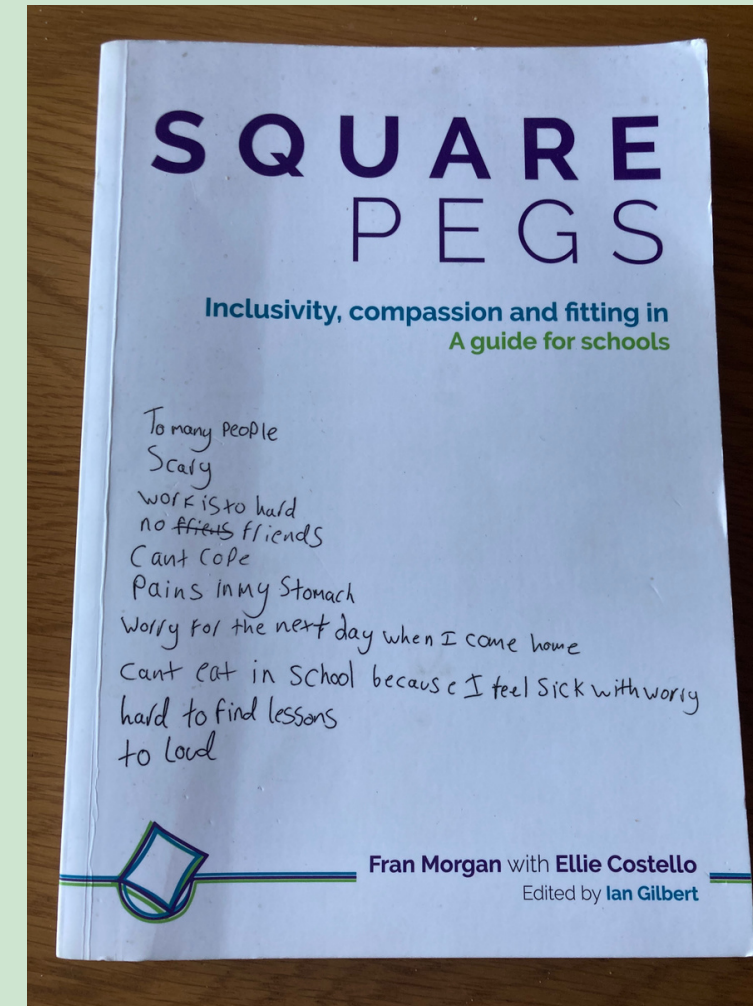 SQUARE
PEGS
Inclusivity, compassion and fitting in
A guide for schools
To many people
Scary
work is to hard
no friens friends
Cant cope
Pains in my Stomach
Worry for the next day when I come home
Cant eat in school because I feel sick with worry
hard to find lessons
to loud
Fran Morgan with Ellie Costello
Edited by Ian Gilbert